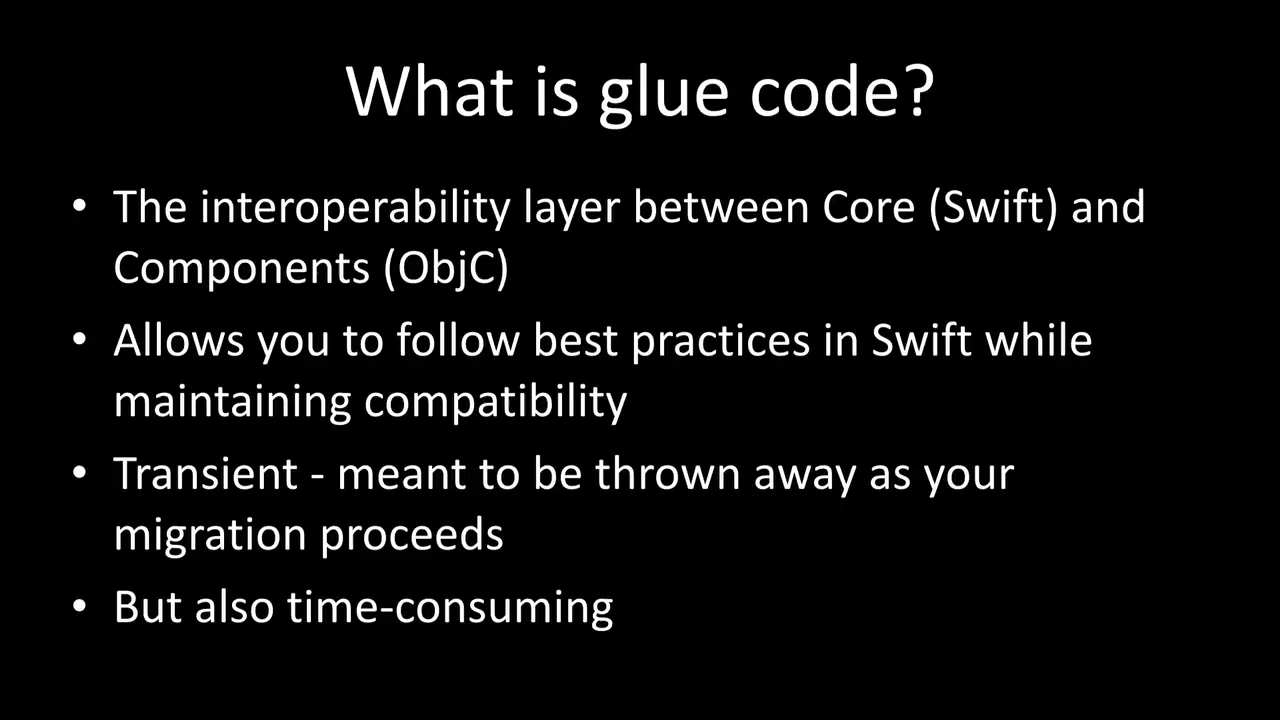 What is glue code?
• The interoperability layer between Core (Swift) and
Components (ObjC)
• Allows you to follow best practices in Swift while
maintaining compatibility
• Transient - meant to be thrown away as your
migration proceeds
• But also time-consuming